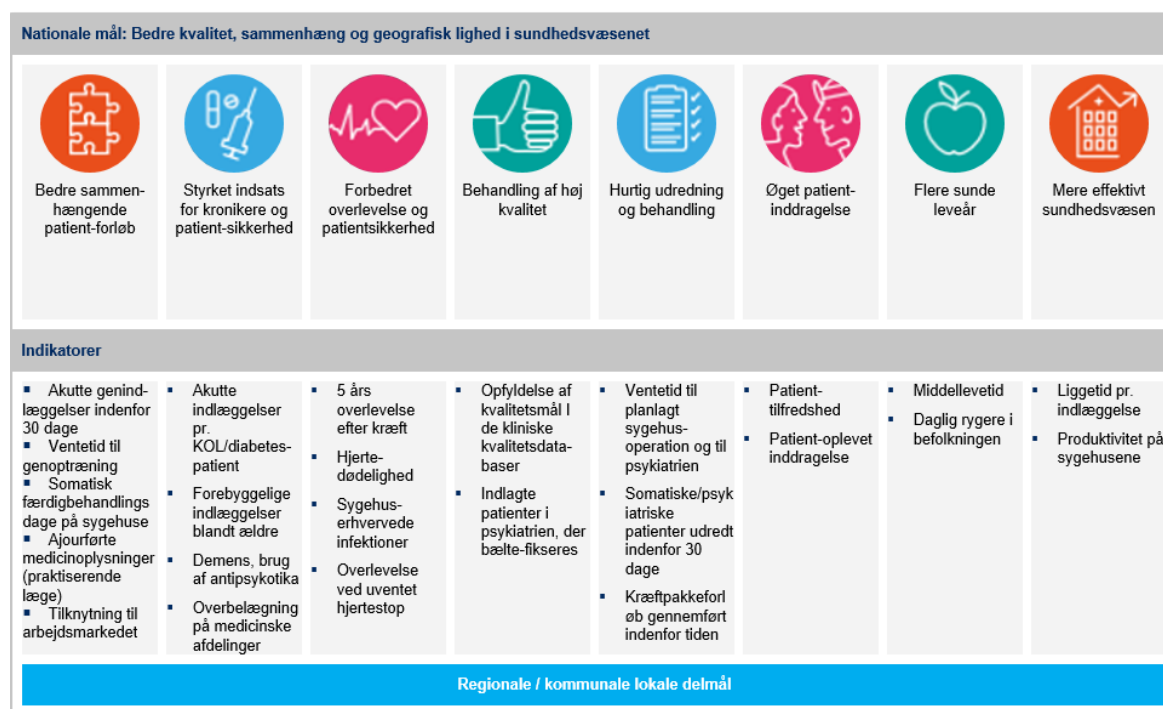 Nationale mål: Bedre kvalitet, sammenhæng og geografisk lighed i sundhedsvæsenet
Bedre sammen-
hængende
patient-forløb
Styrket indsats
for kronikere og
patient-sikkerhed
Forbedret
overlevelse og
patientsikkerhed
Behandling af høj
kvalitet
Hurtig udredning
og behandling
Øget patient-
inddragelse
Flere sunde
leveår
Mere effektivt
sundhedsvæsen
Indikatorer
▪ Akutte genind-
læggelser indenfor
30 dage
▪ Ventetid til
genoptræning
▪ Somatisk
færdigbehandlings
dage på sygehuse
▪ Ajourførte
medicinoplysninger
(praktiserende
læge)
▪ Tilknytning til
arbejdsmarkedet
▪ Akutte
indlæggelser
pr.
KOL/diabetes-
patient
▪ Forebyggelige
indlæggelser
blandt ældre
▪ Demens, brug
af antipsykotika
▪ Overbelægning
på medicinske
afdelinger
▪ 5 års
overlevelse
efter kræft
▪ Hjerte-
dødelighed
▪ Sygehus-
erhvervede
infektioner
▪ Overlevelse
ved uventet
hjertestop
▪ Opfyldelse af
kvalitetsmål I
de kliniske
kvalitetsdata-
baser
▪ Indlagte
patienter i
psykiatrien, der
bælte-fikseres
▪ Ventetid til
planlagt
sygehus-
operation og til
psykiatrien
▪ Somatiske/psyk
iatriske
patienter udredt
indenfor 30
dage
▪ Kræftpakkeforl
øb gennemført
indenfor tiden
▪ Patient-
tilfredshed
▪ Patient-oplevet
inddragelse
▪ Middellevetid
▪ Daglig rygere i
befolkningen
▪ Liggetid pr.
indlæggelse
▪ Produktivitet på
sygehusene
Regionale / kommunale lokale delmål